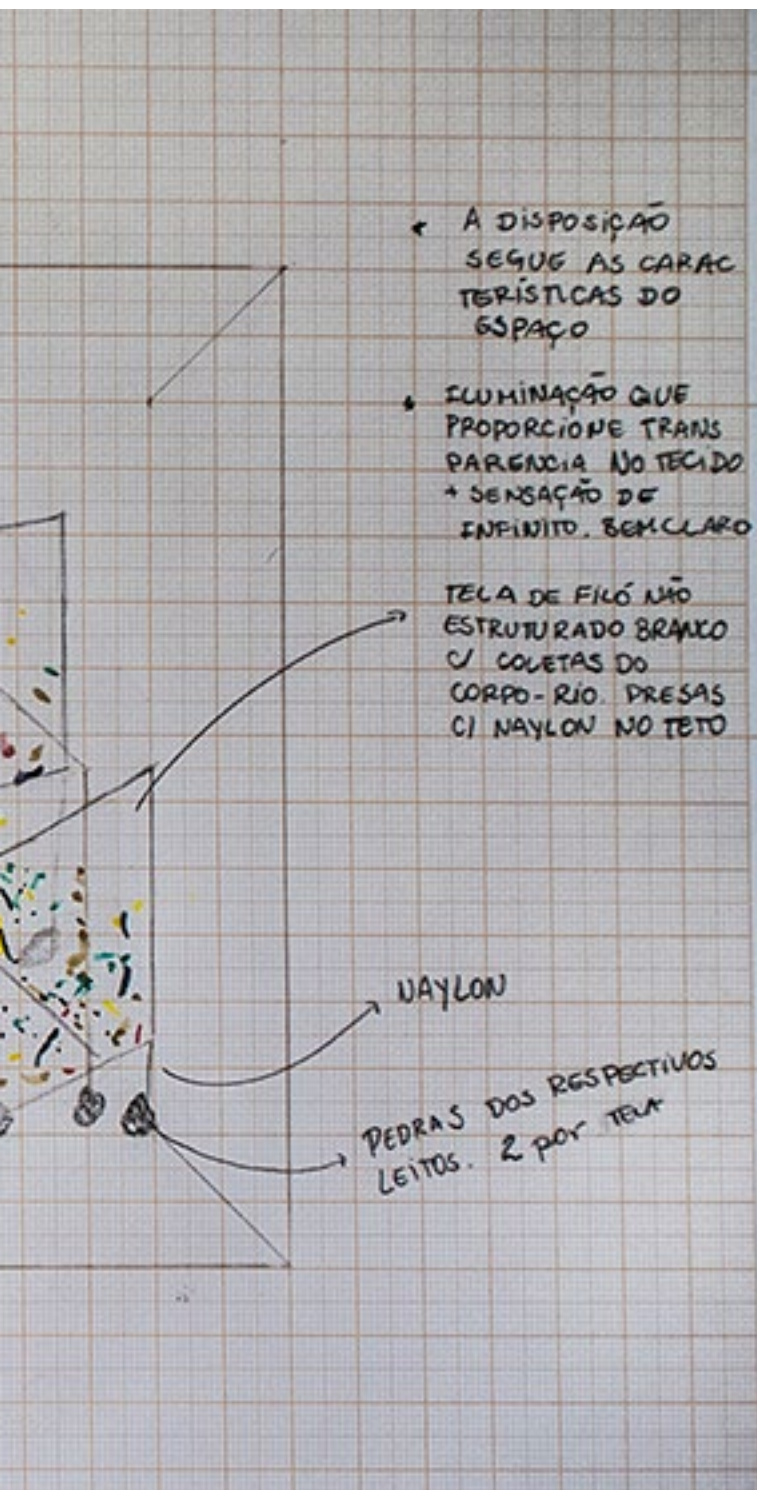 A DISPOSIÇÃO
SEGUE AS CARAC
TERÍSTICAS DO
ESPAÇO
ILUMINAÇÃO QUE
PROPORCIONE TRANS
PARENCIA NO TECIDO
+ SENSAÇÃO DE
INFINITO. BEM CLARO
TELA DE FILÓ NÃO
ESTRUTURADO BRANCO
C/ COLETAS DO
CORPO-RIO. PRESAS
C/ NAYLON NO TETO
NAYLON
PEDRAS DOS RESPECTIVOS
LEITOS. 2 por TELA